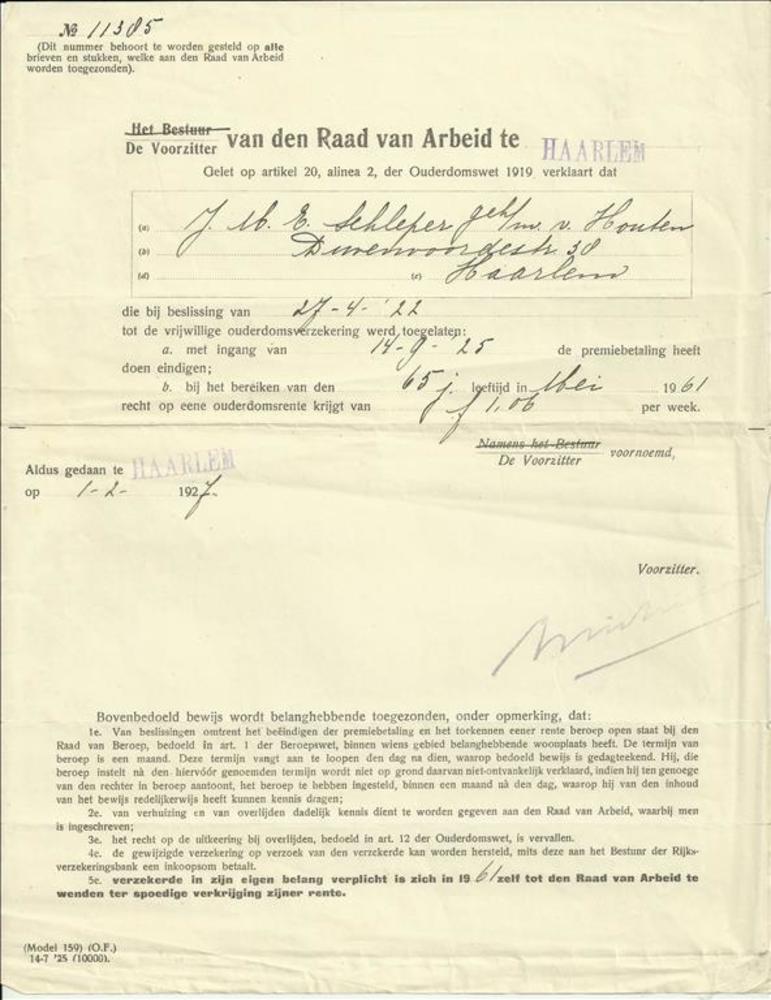 № 11385
(Dit nummer behoort te worden gesteld op alle
brieven en stukken, welke aan den Raad van Arbeid
worden toegezonden).
Het Bestuur
De Voorzitter van den Raad van Arbeid te HAARLEM
Gelet op artikel 20, alinea 2, der Ouderdomswet 1919 verklaart dat
(a) J. M. E. Schleper geh/m. v. Houten
(b) Duvenvoordestr. 38
(d) (c) Haarlem
die bij beslissing van 27-4-'22
tot de vrijwillige ouderdomsverzekering werd toegelaten:
a. met ingang van 14-9-'25 de premiebetaling heeft
doen eindigen;
b. bij het bereiken van den 65 j. leeftijd in Mei 1961
recht op eene ouderdomsrente krijgt van f 1,06 per week.
Namens het Bestuur
De Voorzitter voornoemd,
Aldus gedaan te HAARLEM
op 1-2- 1927.
Voorzitter.
Bovenbedoeld bewijs wordt belanghebbende toegezonden, onder opmerking, dat:
1e. Van beslissingen omtrent het beëindigen der premiebetaling en het toekennen eener rente beroep open staat bij den
Raad van Beroep, bedoeld in art. 1 der Beroepswet, binnen wiens gebied belanghebbende woonplaats heeft. De termijn van
beroep is een maand. Deze termijn vangt aan te loopen den dag na dien, waarop bedoeld bewijs is gedagteekend. Hij, die
beroep instelt nà den hiervóór genoemden termijn wordt niet op grond daarvan niet-ontvankelijk verklaard, indien hij ten genoege
van den rechter in beroep aantoont, het beroep te hebben ingesteld, binnen een maand nà den dag, waarop hij van den inhoud
van het bewijs redelijkerwijs heeft kunnen kennis dragen;
2e. van verhuizing en van overlijden dadelijk kennis dient te worden gegeven aan den Raad van Arbeid, waarbij men
is ingeschreven;
3e. het recht op de uitkeering bij overlijden, bedoeld in art. 12 der Ouderdomswet, is vervallen.
4e. de gewijzigde verzekering op verzoek van den verzekerde kan worden hersteld, mits deze aan het Bestuur der Rijks-
verzekeringsbank een inkoopsom betaalt.
5e. verzekerde in zijn eigen belang verplicht is zich in 1961 zelf tot den Raad van Arbeid te
wenden ter spoedige verkrijging zijner rente.
(Model 159) (O.F.)
14-7 '25 (10000).